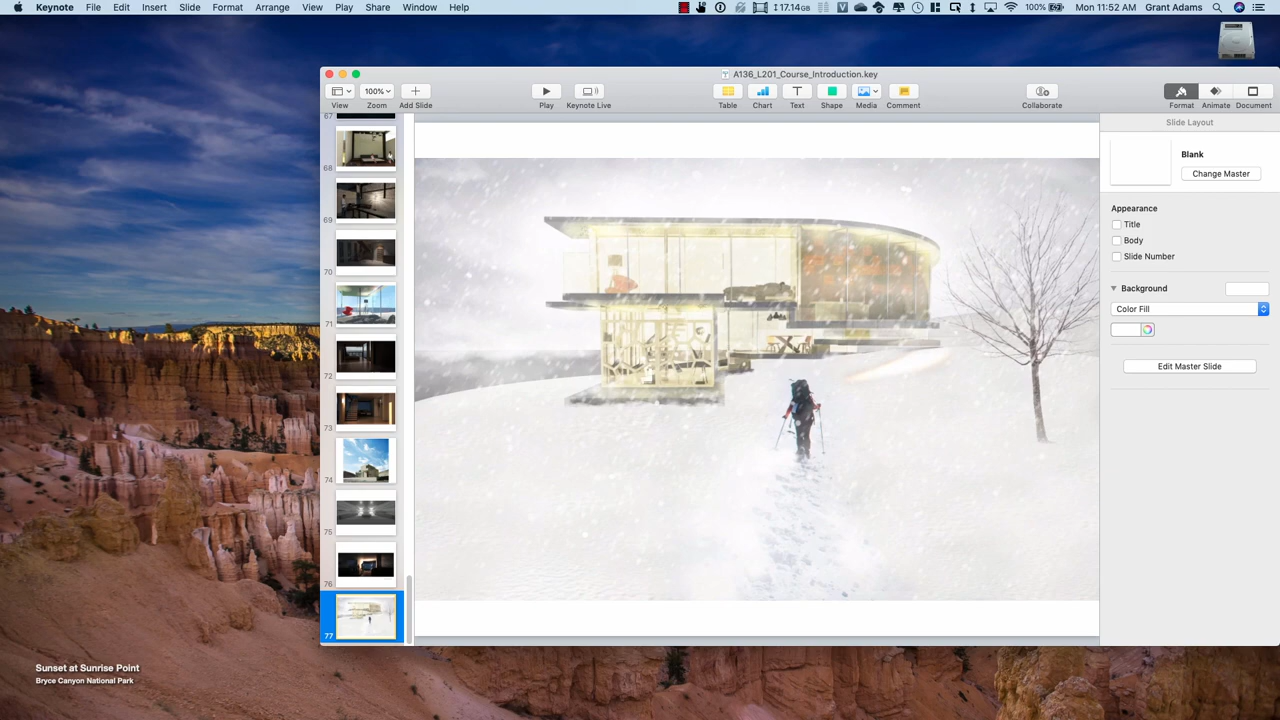 Keynote File Edit Insert Slide Format Arrange View Play Share Window Help 17.14GB 100% Mon 11:52 AM Grant Adams
A136_L201_Course_Introduction.key
100%
View Zoom Add Slide Play Keynote Live Table Chart Text Shape Media Comment Collaborate Format Animate Document
67
68
69
70
71
72
73
74
75
76
77
Slide Layout
Blank
Change Master
Appearance
Title
Body
Slide Number
Background
Color Fill
Edit Master Slide
Sunset at Sunrise Point
Bryce Canyon National Park